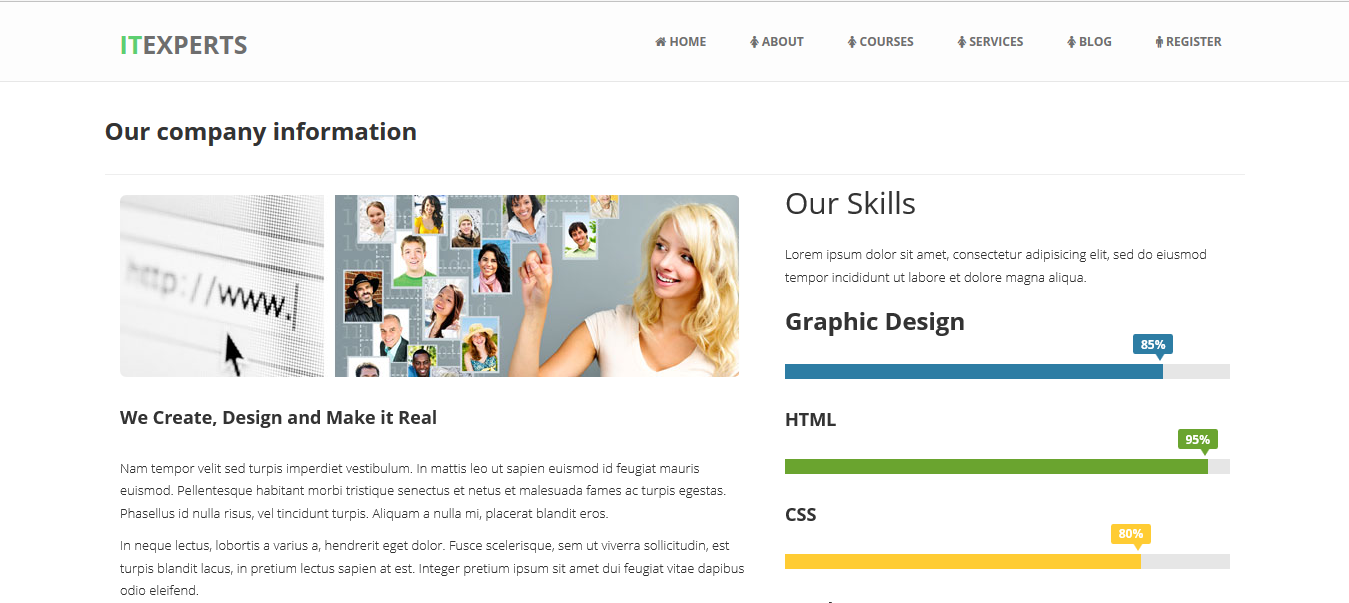 ITEXPERTS
HOME ABOUT COURSES SERVICES BLOG REGISTER
Our company information
http://www.
We Create, Design and Make it Real
Nam tempor velit sed turpis imperdiet vestibulum. In mattis leo ut sapien euismod id feugiat mauris
euismod. Pellentesque habitant morbi tristique senectus et netus et malesuada fames ac turpis egestas.
Phasellus id nulla risus, vel tincidunt turpis. Aliquam a nulla mi, placerat blandit eros.
In neque lectus, lobortis a varius a, hendrerit eget dolor. Fusce scelerisque, sem ut viverra sollicitudin, est
turpis blandit lacus, in pretium lectus sapien at est. Integer pretium ipsum sit amet dui feugiat vitae dapibus
odio eleifend.
Our Skills
Lorem ipsum dolor sit amet, consectetur adipisicing elit, sed do eiusmod
tempor incididunt ut labore et dolore magna aliqua.
Graphic Design
85%
HTML
95%
CSS
80%